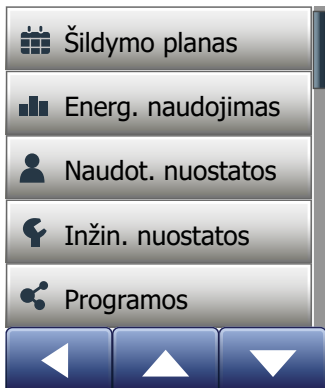 Šildymo planas
Energ. naudojimas
Naudot. nuostatos
Inžin. nuostatos
Programos